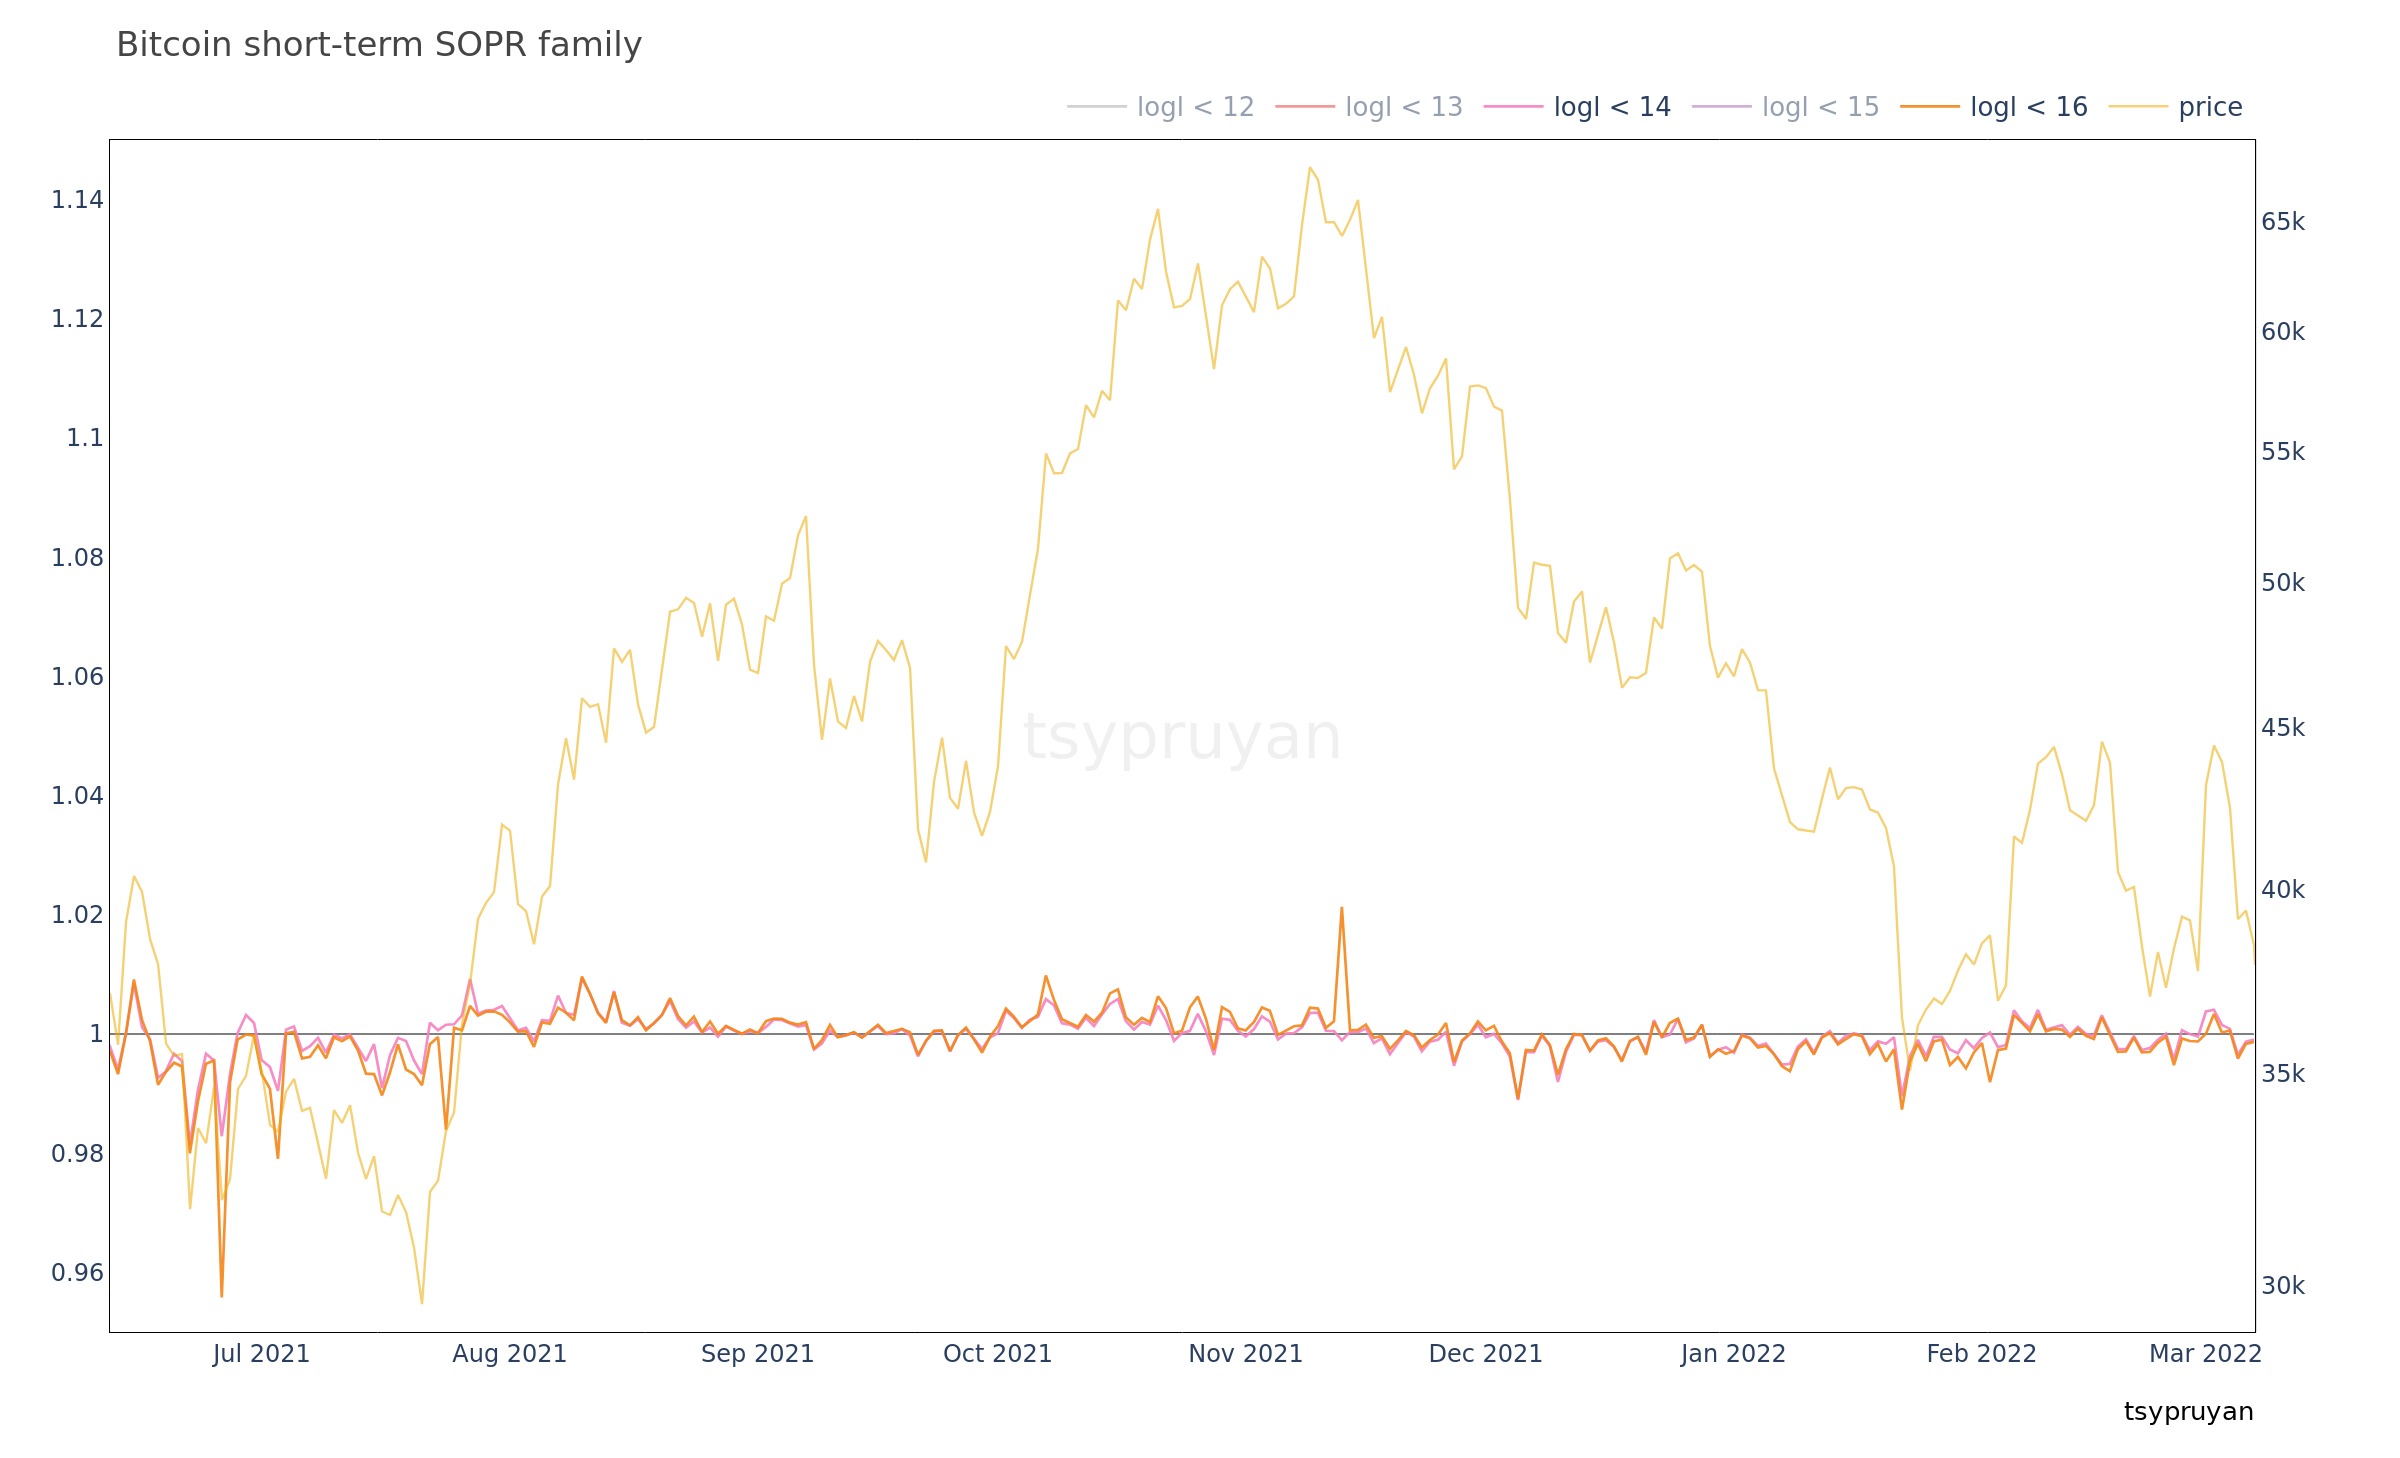 Bitcoin short-term SOPR family
logl < 12 logl < 13 logl < 14 logl < 15 logl < 16 price
1.14
1.12
1.1
1.08
1.06
1.04
1.02
1
0.98
0.96
65k
60k
55k
50k
45k
40k
35k
30k
tsypruyan
Jul 2021 Aug 2021 Sep 2021 Oct 2021 Nov 2021 Dec 2021 Jan 2022 Feb 2022 Mar 2022
tsypruyan